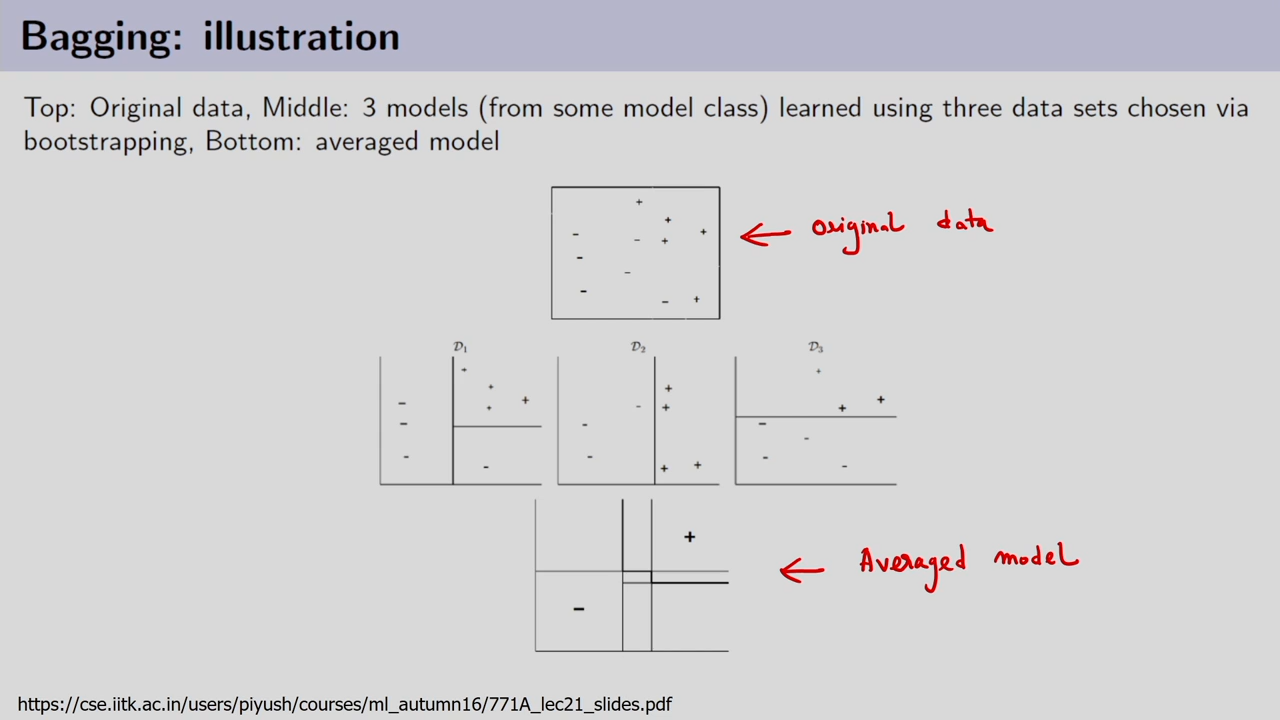 Bagging: illustration
Top: Original data, Middle: 3 models (from some model class) learned using three data sets chosen via
bootstrapping, Bottom: averaged model
← Original data
D₁ D₂ D₃
+
← Averaged model
−
https://cse.iitk.ac.in/users/piyush/courses/ml_autumn16/771A_lec21_slides.pdf